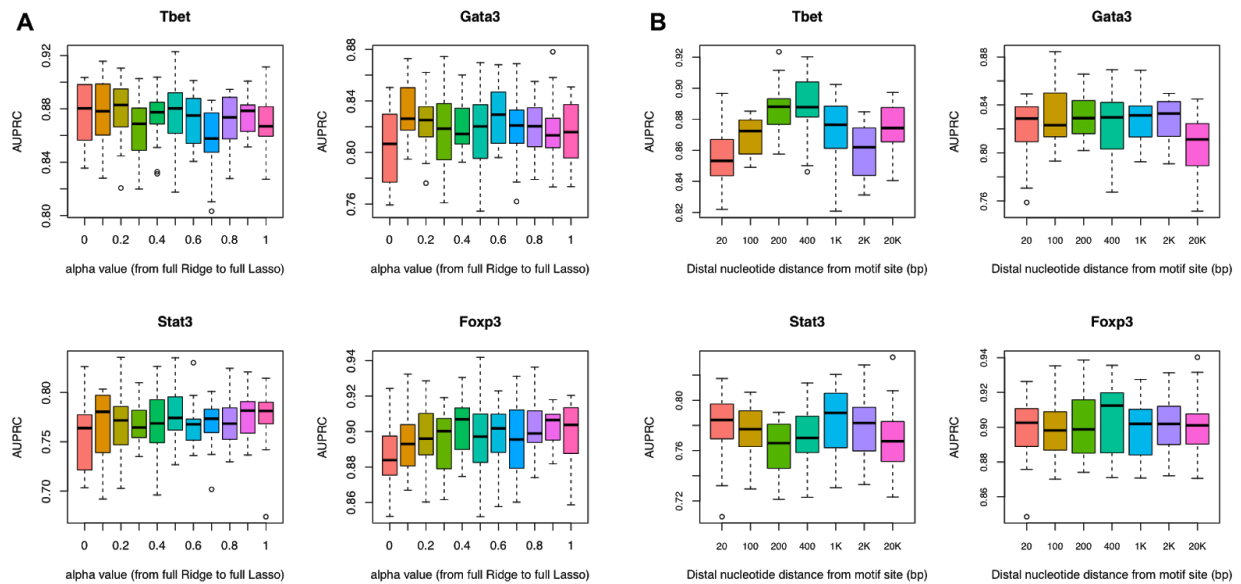 A
Tbet
AUPRC
0.80 0.84 0.88 0.92
0 0.2 0.4 0.6 0.8 1
alpha value (from full Ridge to full Lasso)
Gata3
AUPRC
0.76 0.80 0.84 0.88
0 0.2 0.4 0.6 0.8 1
alpha value (from full Ridge to full Lasso)
Stat3
AUPRC
0.70 0.75 0.80
0 0.2 0.4 0.6 0.8 1
alpha value (from full Ridge to full Lasso)
Foxp3
AUPRC
0.86 0.88 0.90 0.92 0.94
0 0.2 0.4 0.6 0.8 1
alpha value (from full Ridge to full Lasso)
B
Tbet
AUPRC
0.82 0.84 0.86 0.88 0.90 0.92
20 100 200 400 1K 2K 20K
Distal nucleotide distance from motif site (bp)
Gata3
AUPRC
0.76 0.80 0.84 0.88
20 100 200 400 1K 2K 20K
Distal nucleotide distance from motif site (bp)
Stat3
AUPRC
0.72 0.76 0.80
20 100 200 400 1K 2K 20K
Distal nucleotide distance from motif site (bp)
Foxp3
AUPRC
0.86 0.88 0.90 0.92 0.94
20 100 200 400 1K 2K 20K
Distal nucleotide distance from motif site (bp)